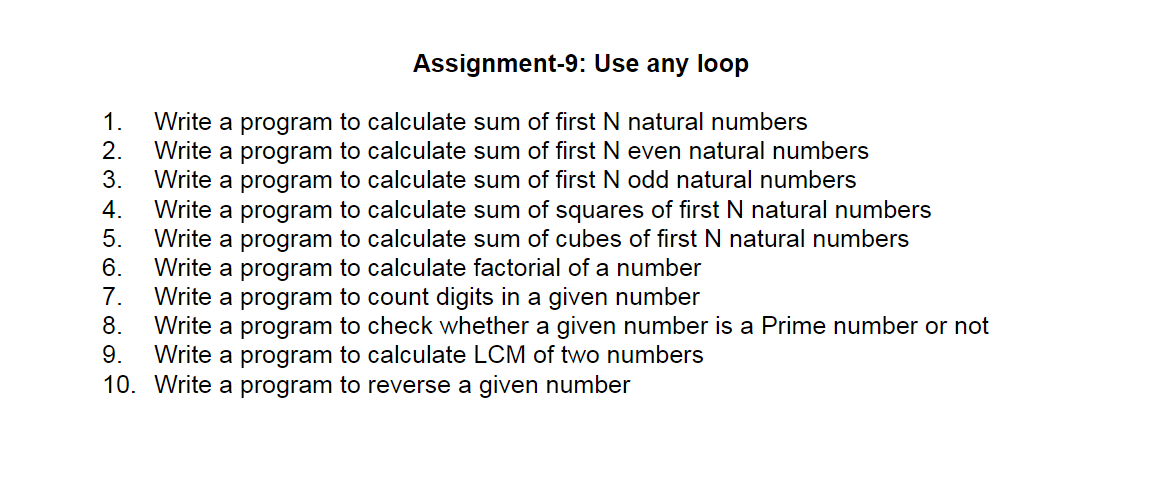 Assignment-9: Use any loop
1. Write a program to calculate sum of first N natural numbers
2. Write a program to calculate sum of first N even natural numbers
3. Write a program to calculate sum of first N odd natural numbers
4. Write a program to calculate sum of squares of first N natural numbers
5. Write a program to calculate sum of cubes of first N natural numbers
6. Write a program to calculate factorial of a number
7. Write a program to count digits in a given number
8. Write a program to check whether a given number is a Prime number or not
9. Write a program to calculate LCM of two numbers
10. Write a program to reverse a given number